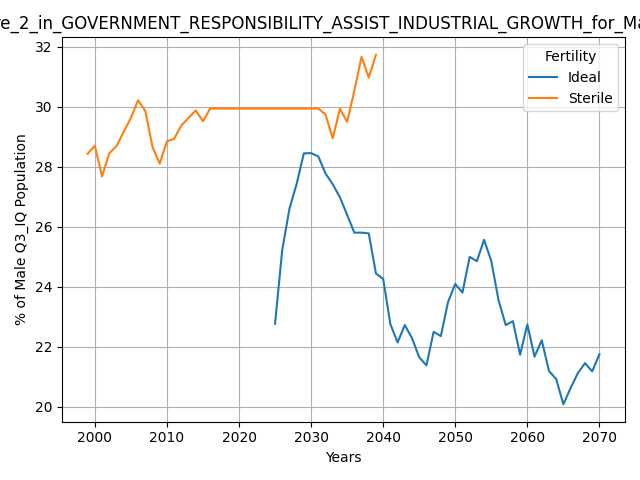 re_2_in_GOVERNMENT_RESPONSIBILITY_ASSIST_INDUSTRIAL_GROWTH_for_Ma
32
30
28
26
24
22
20
% of Male Q3_IQ Population
Fertility
Ideal
Sterile
2000 2010 2020 2030 2040 2050 2060 2070
Years